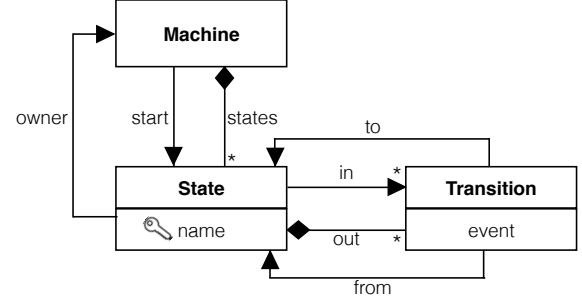 Machine
owner
start
states
*
to
State
in
*
Transition
name
out
*
event
from